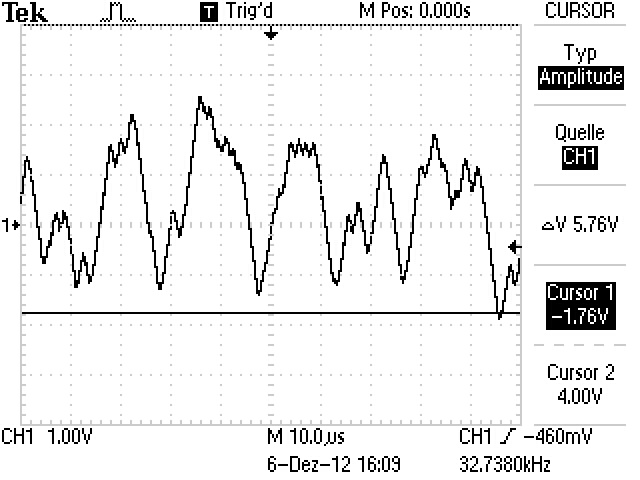 Tek T Trig'd M Pos: 0.000s CURSOR
Typ
Amplitude
Quelle
CH1
1
△V 5.76V
Cursor 1
-1.76V
Cursor 2
4.00V
CH1 1.00V M 10.0µs CH1 -460mV
6-Dez-12 16:09 32.7380kHz